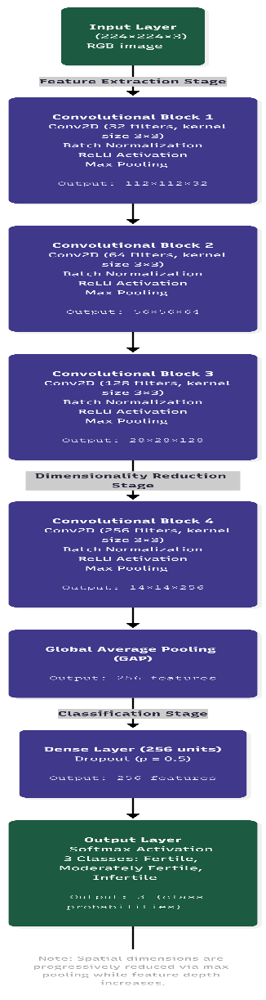 Input Layer
(224×224×3)
RGB image
Feature Extraction Stage
Convolutional Block 1
Conv2D (32 filters, kernel
size 3×3)
Batch Normalization
ReLU Activation
Max Pooling
Output: 112×112×32
Convolutional Block 2
Conv2D (64 filters, kernel
size 3×3)
Batch Normalization
ReLU Activation
Max Pooling
Output: 56×56×64
Convolutional Block 3
Conv2D (128 filters, kernel
size 3×3)
Batch Normalization
ReLU Activation
Max Pooling
Output: 28×28×128
Dimensionality Reduction
Stage
Convolutional Block 4
Conv2D (256 filters, kernel
size 3×3)
Batch Normalization
ReLU Activation
Max Pooling
Output: 14×14×256
Global Average Pooling
(GAP)
Output: 256 features
Classification Stage
Dense Layer (256 units)
Dropout (p = 0.5)
Output: 256 features
Output Layer
Softmax Activation
3 Classes: Fertile,
Moderately Fertile,
Infertile
Output: 3 (class
probabilities)
Note: Spatial dimensions are
progressively reduced via max
pooling while feature depth
increases.